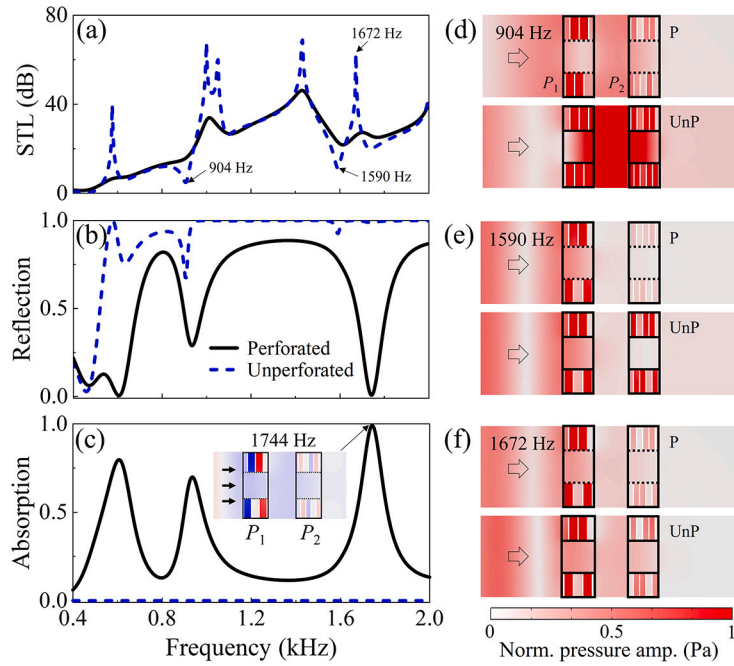 (a)
80
40
0
STL (dB)
1672 Hz
904 Hz
1590 Hz
(b)
1.0
0.5
0.0
Reflection
Perforated
Unperforated
(c)
1.0
0.5
0.0
Absorption
1744 Hz
P1
P2
0.4
0.8
1.2
1.6
2.0
Frequency (kHz)
(d)
904 Hz
P
P1
P2
UnP
(e)
1590 Hz
P
UnP
(f)
1672 Hz
P
UnP
0
0.5
1
Norm. pressure amp. (Pa)